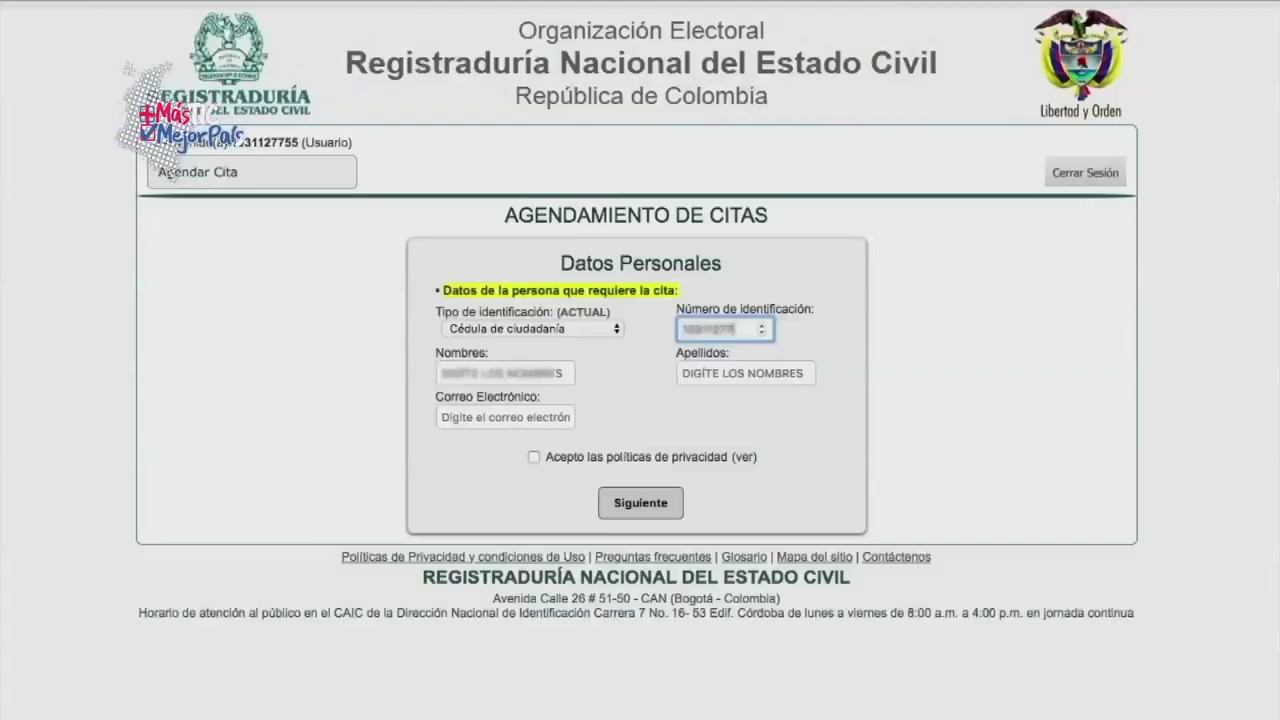 Organización Electoral
Registraduría Nacional del Estado Civil
República de Colombia
Libertad y Orden
+Más
MejorPaís
1031127755 (Usuario)
Agendar Cita
Cerrar Sesión
AGENDAMIENTO DE CITAS
Datos Personales
• Datos de la persona que requiere la cita:
Tipo de identificación: (ACTUAL)
Número de identificación:
Cédula de ciudadanía
Nombres:
Apellidos:
DIGÍTE LOS NOMBRES
Correo Electrónico:
Digite el correo electrón
Acepto las políticas de privacidad (ver)
Siguiente
Políticas de Privacidad y condiciones de Uso | Preguntas frecuentes | Glosario | Mapa del sitio | Contáctenos
REGISTRADURÍA NACIONAL DEL ESTADO CIVIL
Avenida Calle 26 # 51-50 - CAN (Bogotá - Colombia)
Horario de atención al público en el CAIC de la Dirección Nacional de Identificación Carrera 7 No. 16- 53 Edif. Córdoba de lunes a viernes de 8:00 a.m. a 4:00 p.m. en jornada continua